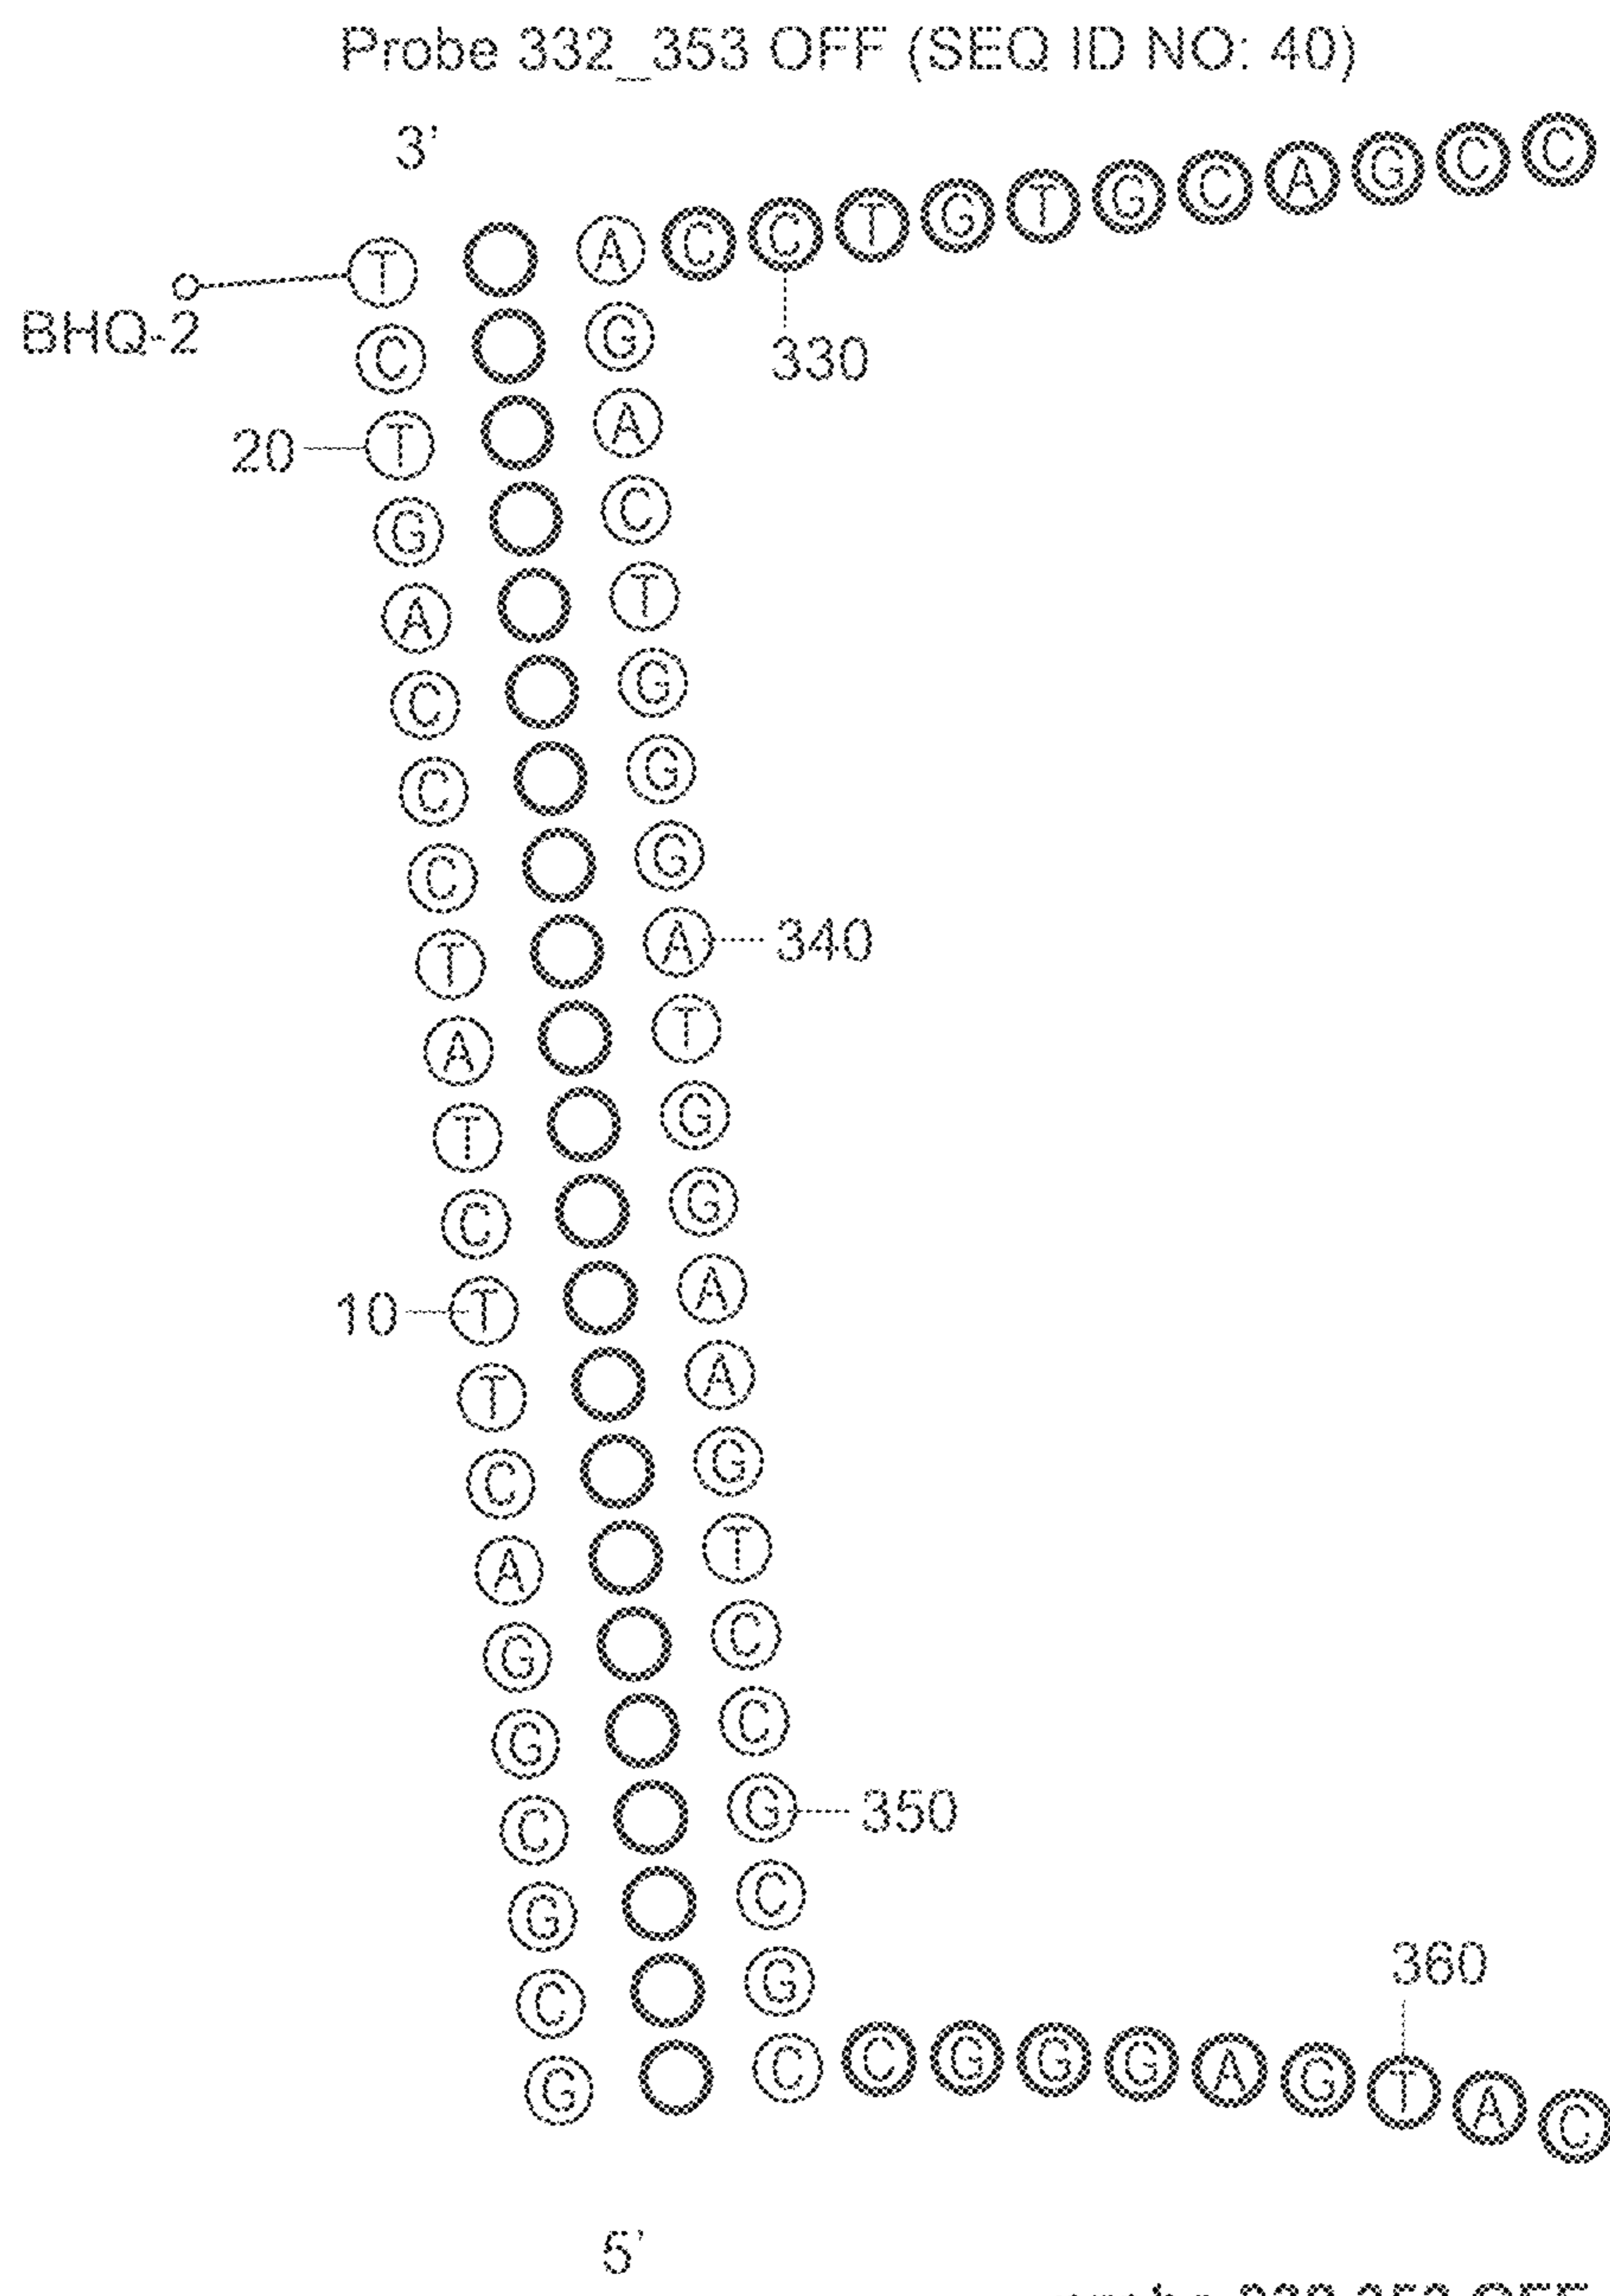 Probe 332_353 OFF (SEQ ID NO: 40)
3'
A C C T G T G C A G C C
T
BHQ-2
C G
330
20 T A
G C
A T
C G
C G
C G
T A 340
A T
T G
C G
10 T A
T A
C G
A T
G C
G C
C G 350
G C
C G
360
G C C G G G A G T A C
5'